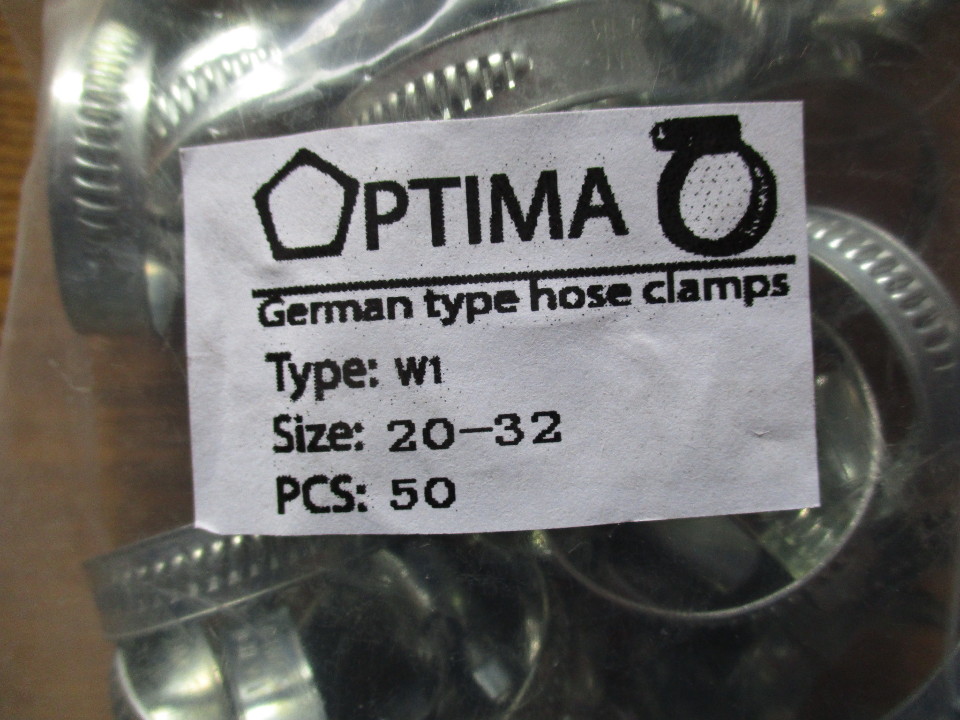 OPTIMA
German type hose clamps
Type: W1
Size: 20-32
PCS: 50